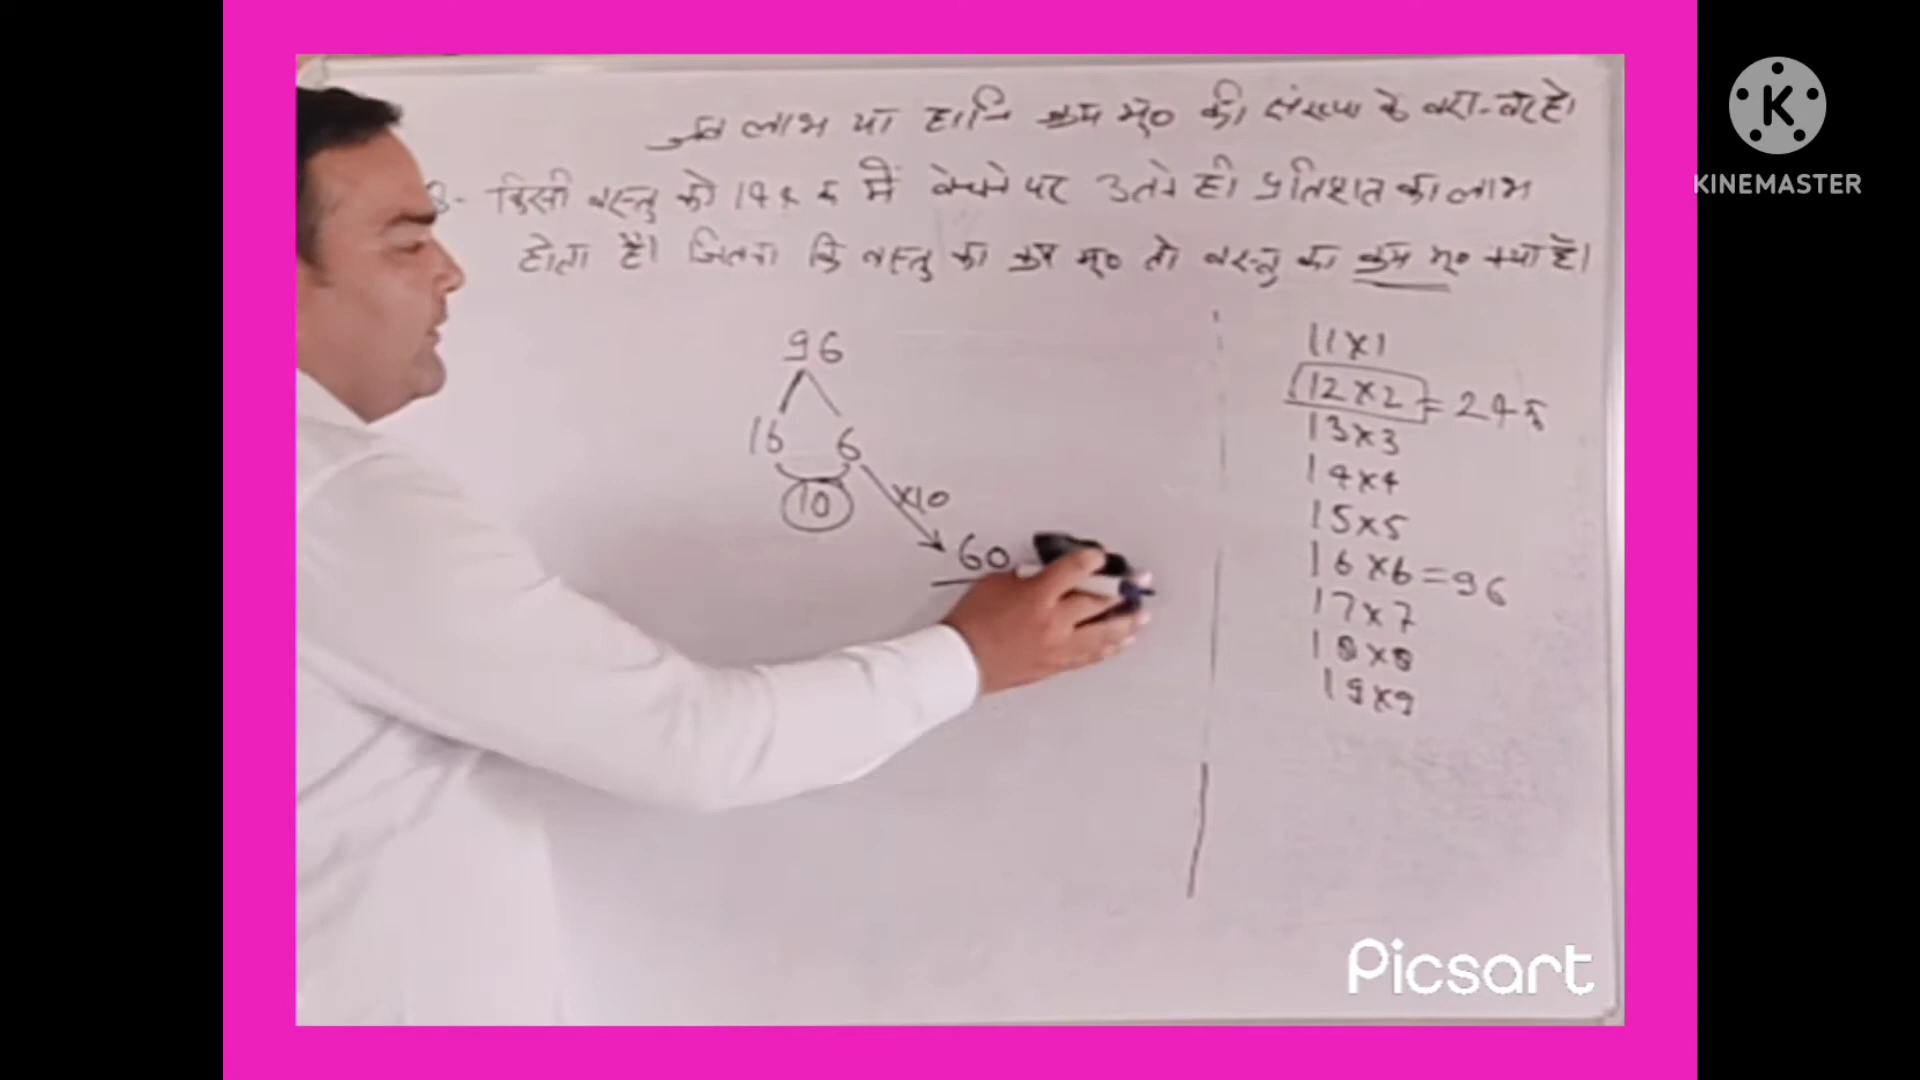 जब लाभ या हानि क्रय मू० की संख्या के बरा-बर है।
किसी वस्तु को में बेचने पर उतने ही प्रतिशत का लाभ
होता है। जितना कि वस्तु का क्रय मू० तो वस्तु का क्रय मू० क्या है।
96
16 6
10
×10
60
11×1
12×2 = 24
13×3
14×4
15×5
16×6=96
17×7
18×8
19×9
KINEMASTER
Picsart